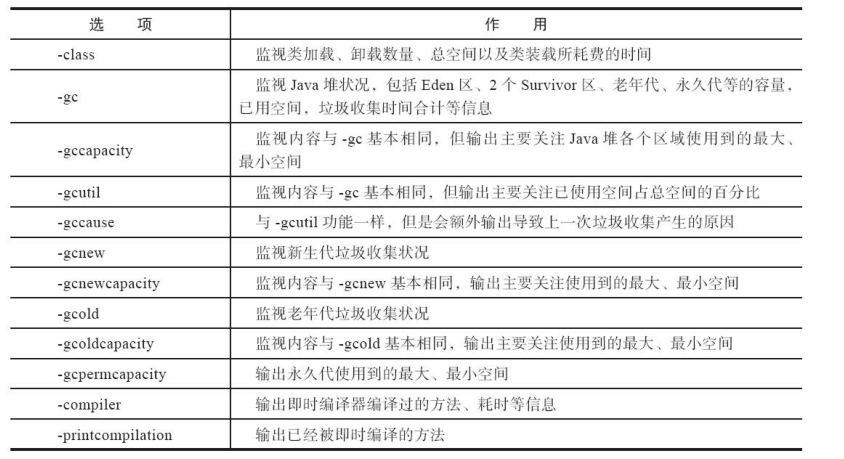 选 项 作 用
-class 监视类加载、卸载数量、总空间以及类装载所耗费的时间
-gc 监视 Java 堆状况，包括 Eden 区、2 个 Survivor 区、老年代、永久代等的容量，
已用空间，垃圾收集时间合计等信息
-gccapacity 监视内容与 -gc 基本相同，但输出主要关注 Java 堆各个区域使用到的最大、
最小空间
-gcutil 监视内容与 -gc 基本相同，但输出主要关注已使用空间占总空间的百分比
-gccause 与 -gcutil 功能一样，但是会额外输出导致上一次垃圾收集产生的原因
-gcnew 监视新生代垃圾收集状况
-gcnewcapacity 监视内容与 -gcnew 基本相同，输出主要关注使用到的最大、最小空间
-gcold 监视老年代垃圾收集状况
-gcoldcapacity 监视内容与 -gcold 基本相同，输出主要关注使用到的最大、最小空间
-gcpermcapacity 输出永久代使用到的最大、最小空间
-compiler 输出即时编译器编译过的方法、耗时等信息
-printcompilation 输出已经被即时编译的方法